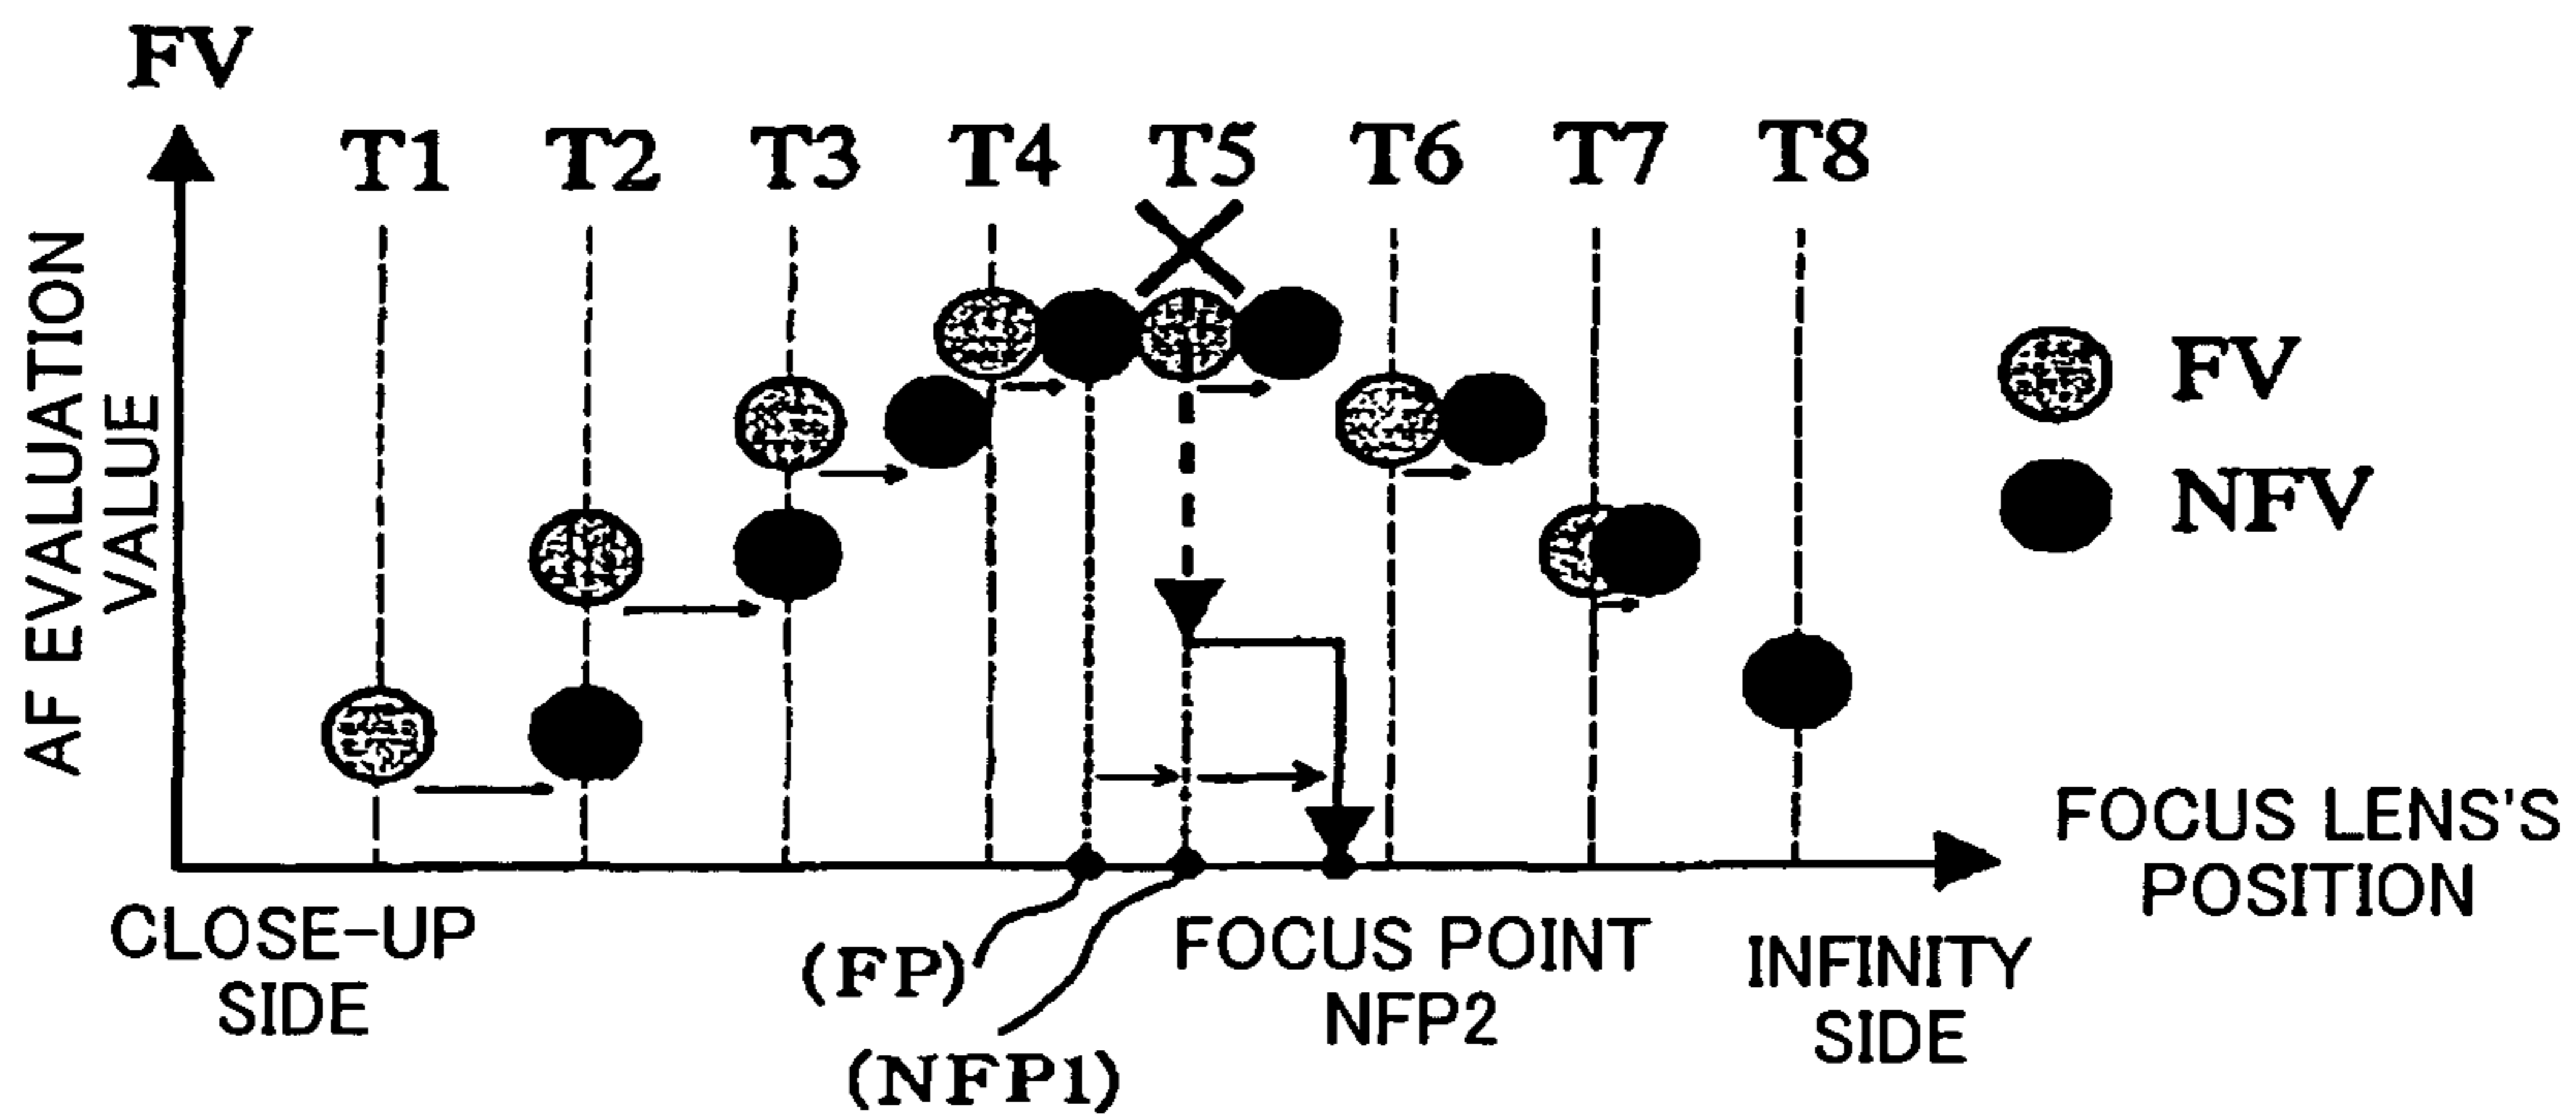 FV
T1 T2 T3 T4 T5 T6 T7 T8
AF EVALUATION
VALUE
FV
NFV
FOCUS LENS'S
POSITION
CLOSE-UP
SIDE
(FP)
(NFP1)
FOCUS POINT
NFP2
INFINITY
SIDE